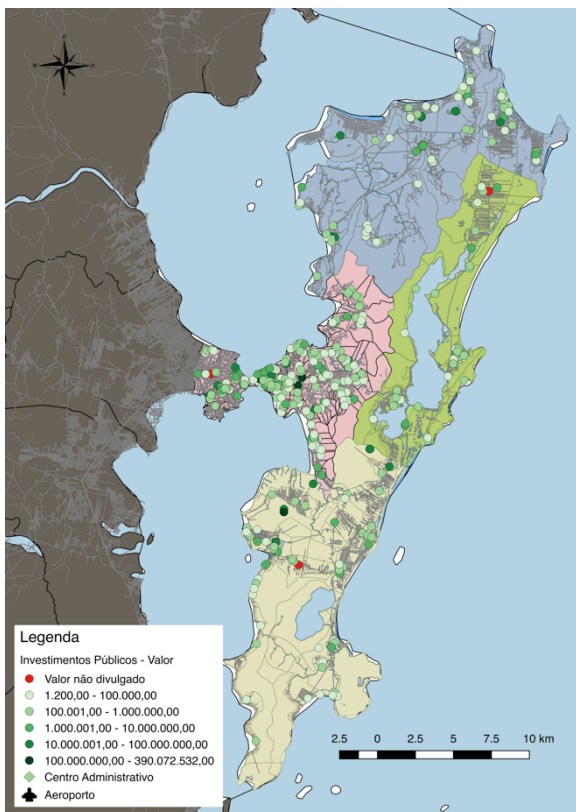 N
W
O
S
Legenda
Investimentos Públicos - Valor
Valor não divulgado
1.200,00 - 100.000,00
100.001,00 - 1.000.000,00
1.000.001,00 - 10.000.000,00
10.000.001,00 - 100.000.000,00
100.000.000,00 - 390.072.532,00
Centro Administrativo
Aeroporto
2.5 0 2.5 5 7.5 10 km